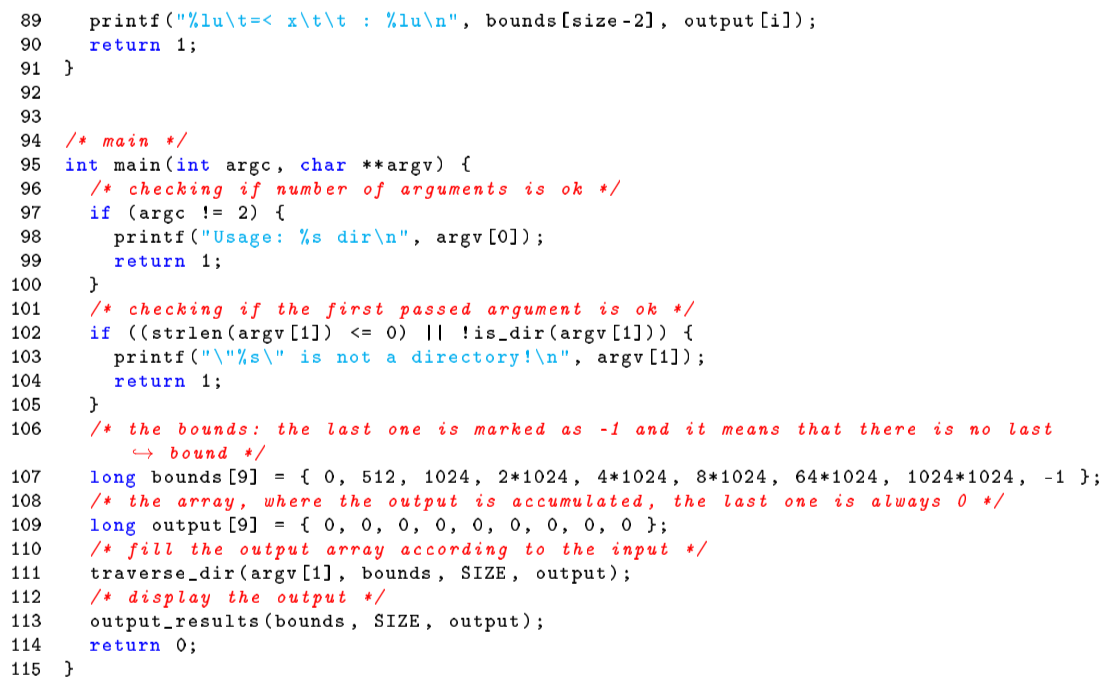 89 printf("%lu\t=< x\t\t : %lu\n", bounds[size-2], output[i]);
90 return 1;
91 }
92
93
94 /* main */
95 int main(int argc, char **argv) {
96 /* checking if number of arguments is ok */
97 if (argc != 2) {
98 printf("Usage: %s dir\n", argv[0]);
99 return 1;
100 }
101 /* checking if the first passed argument is ok */
102 if ((strlen(argv[1]) <= 0) || !is_dir(argv[1])) {
103 printf("\"%s\" is not a directory!\n", argv[1]);
104 return 1;
105 }
106 /* the bounds: the last one is marked as -1 and it means that there is no last
↪ bound */
107 long bounds[9] = { 0, 512, 1024, 2*1024, 4*1024, 8*1024, 64*1024, 1024*1024, -1 };
108 /* the array, where the output is accumulated, the last one is always 0 */
109 long output[9] = { 0, 0, 0, 0, 0, 0, 0, 0, 0 };
110 /* fill the output array according to the input */
111 traverse_dir(argv[1], bounds, SIZE, output);
112 /* display the output */
113 output_results(bounds, SIZE, output);
114 return 0;
115 }